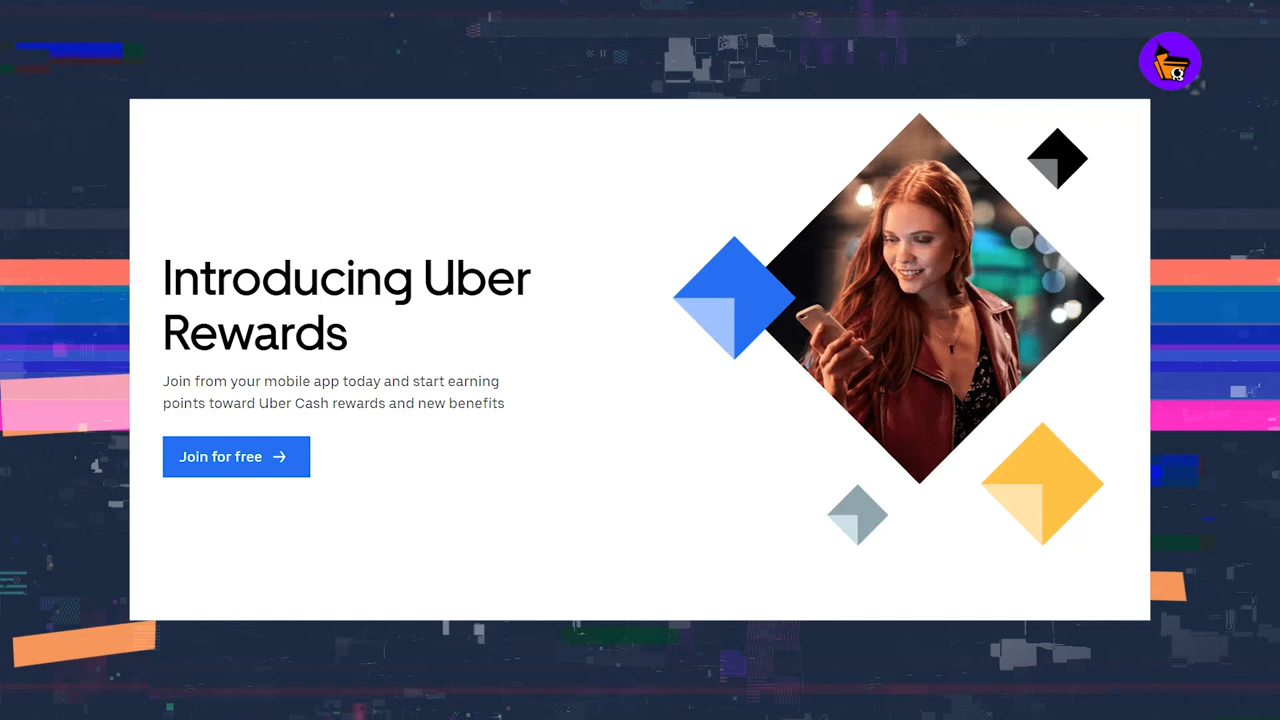 Introducing Uber
Rewards
Join from your mobile app today and start earning
points toward Uber Cash rewards and new benefits
Join for free →